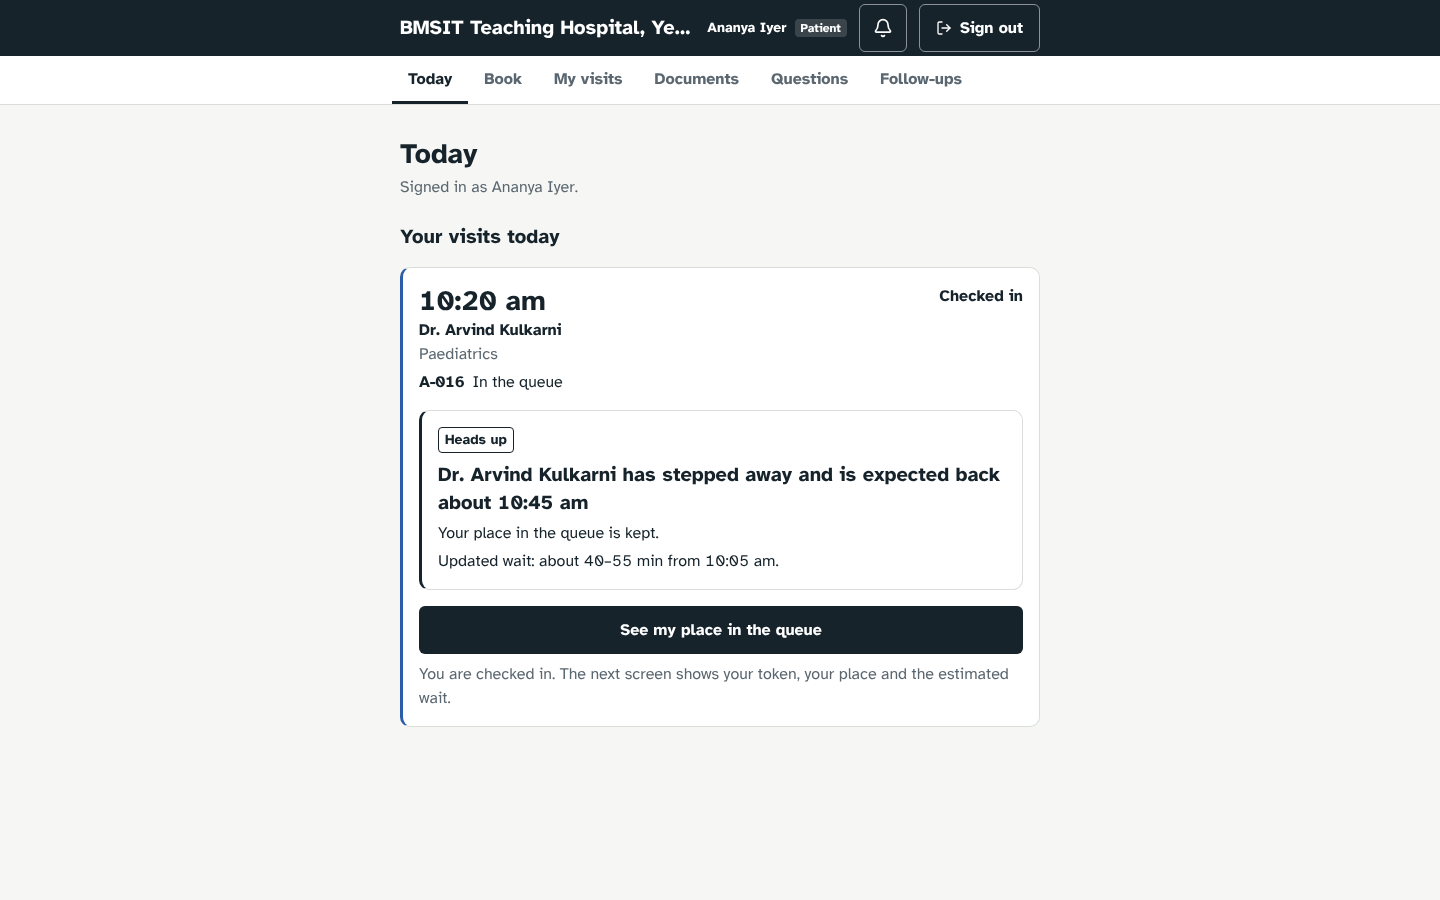 BMSIT Teaching Hospital, Ye...
Ananya Iyer
Patient
Sign out
Today
Book
My visits
Documents
Questions
Follow-ups
Today
Signed in as Ananya Iyer.
Your visits today
10:20 am
Checked in
Dr. Arvind Kulkarni
Paediatrics
A-016 In the queue
Heads up
Dr. Arvind Kulkarni has stepped away and is expected back
about 10:45 am
Your place in the queue is kept.
Updated wait: about 40–55 min from 10:05 am.
See my place in the queue
You are checked in. The next screen shows your token, your place and the estimated
wait.